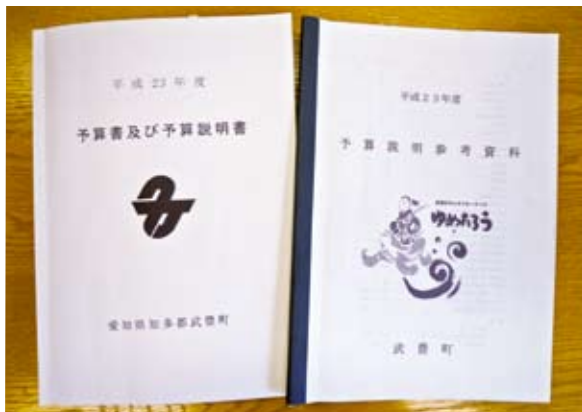 平成23年度
予算書及び予算説明書
愛知県知多郡武豊町
平成23年度
予算説明参考資料
ゆめたろう
武豊町